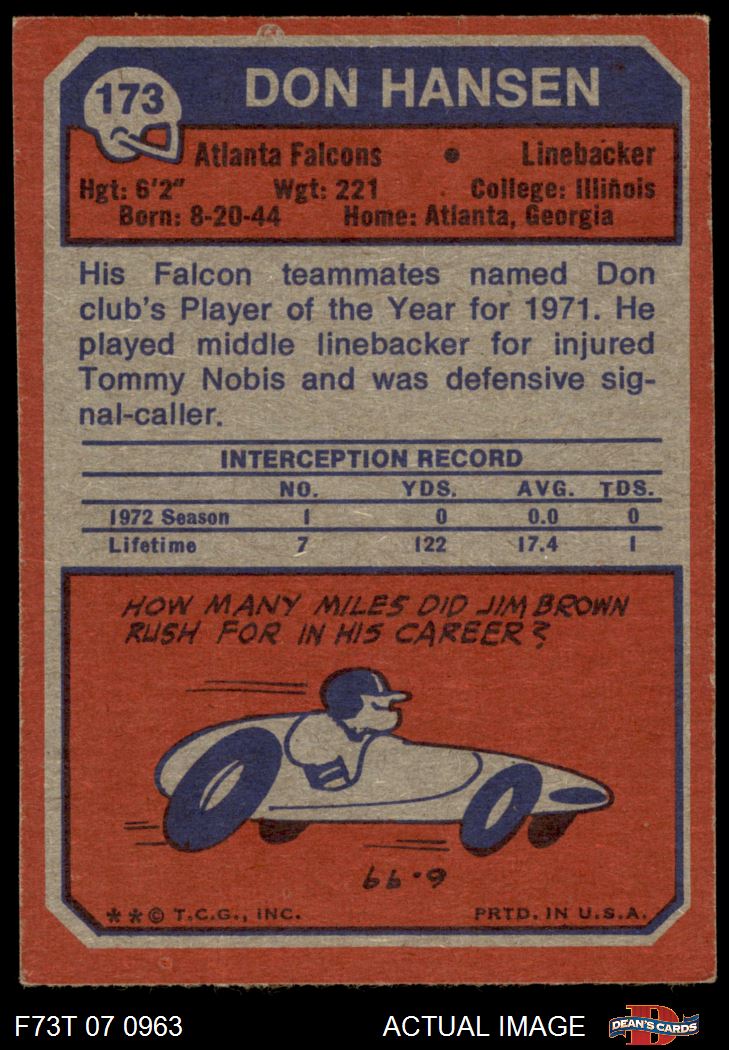 173
DON HANSEN
Atlanta Falcons • Linebacker
Hgt: 6'2" Wgt: 221 College: Illinois
Born: 8-20-44 Home: Atlanta, Georgia
His Falcon teammates named Don
club's Player of the Year for 1971. He
played middle linebacker for injured
Tommy Nobis and was defensive sig-
nal-caller.
INTERCEPTION RECORD
NO. YDS. AVG. TDS.
1972 Season 1 0 0.0 0
Lifetime 7 122 17.4 1
HOW MANY MILES DID JIM BROWN
RUSH FOR IN HIS CAREER?
6.99
** © T.C.G., INC. PRTD. IN U.S.A.
F73T 07 0963 ACTUAL IMAGE DEAN'S CARDS